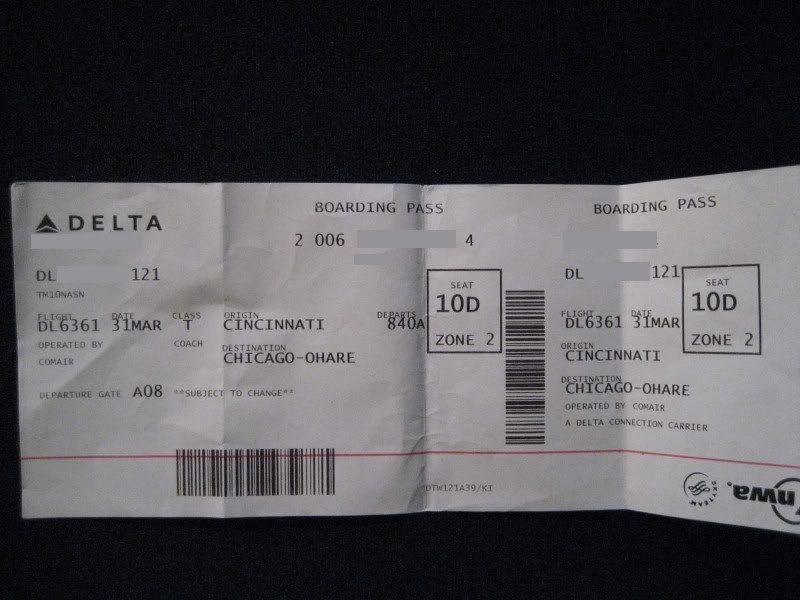 DELTA
BOARDING PASS
2 006 4
DL 121
TM10NASN
FLIGHT DATE CLASS ORIGIN DEPARTS
DL6361 31MAR T CINCINNATI 840A
OPERATED BY COACH DESTINATION
COMAIR CHICAGO-OHARE
DEPARTURE GATE A08 **SUBJECT TO CHANGE**
SEAT
10D
ZONE 2
DTW121A39/KI
BOARDING PASS
DL 121
FLIGHT DATE
DL6361 31MAR
ORIGIN
CINCINNATI
DESTINATION
CHICAGO-OHARE
OPERATED BY COMAIR
A DELTA CONNECTION CARRIER
SEAT
10D
ZONE 2
SKYTEAM
nwa.